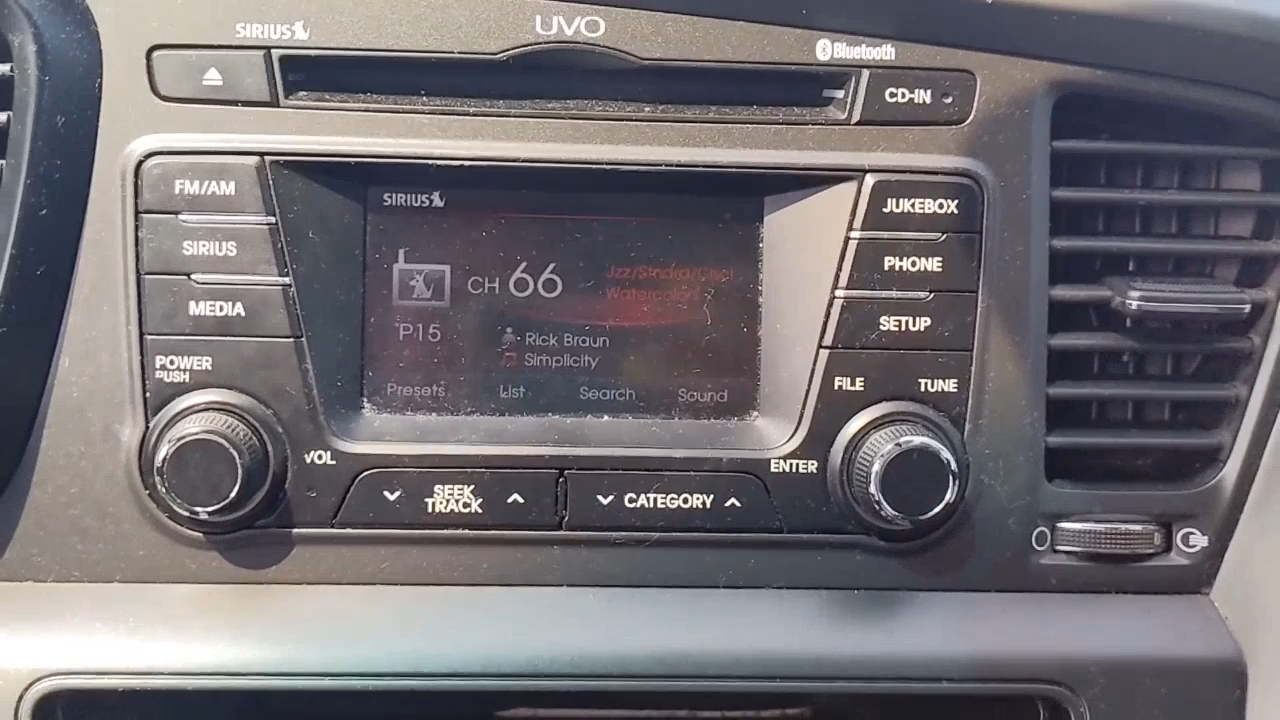 SIRIUS
UVO
Bluetooth
CD-IN
FM/AM
SIRIUS
MEDIA
POWER
PUSH
VOL
SIRIUS
CH 66
Jzz/Stndrd/Clscl
Watercolors
P15
Rick Braun
Simplicity
Presets List Search Sound
JUKEBOX
PHONE
SETUP
FILE TUNE
ENTER
SEEK
TRACK
CATEGORY